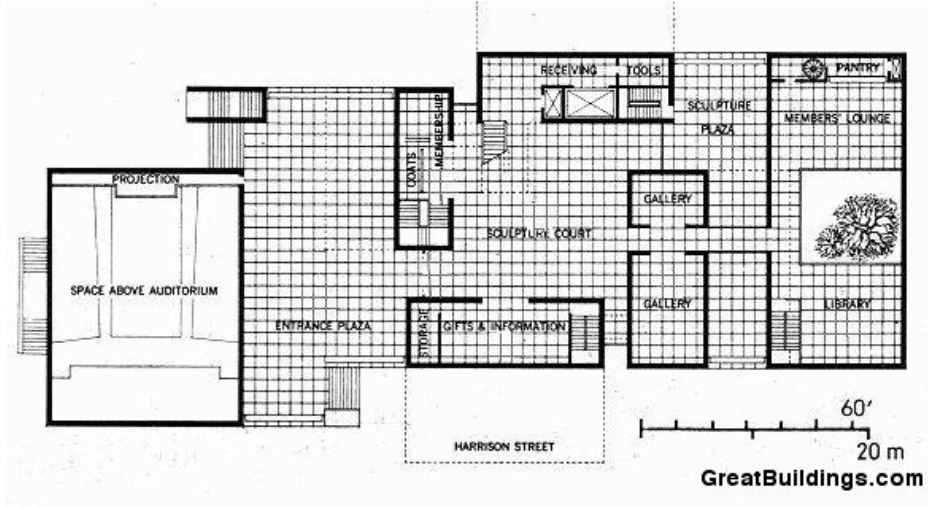 RECEIVING
TOOLS
PANTRY
SCULPTURE
PLAZA
MEMBERS' LOUNGE
MEMBERSHIP
COATS
PROJECTION
GALLERY
SCULPTURE COURT
SPACE ABOVE AUDITORIUM
ENTRANCE PLAZA
STORAGE
GIFTS & INFORMATION
GALLERY
LIBRARY
HARRISON STREET
60'
20 m
GreatBuildings.com